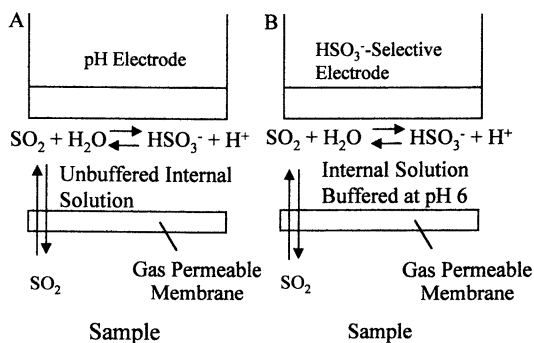 A
pH Electrode
SO₂ + H₂O ⇄ HSO₃⁻ + H⁺
Unbuffered Internal
Solution
Gas Permeable
Membrane
SO₂
Sample
B
HSO₃⁻-Selective
Electrode
SO₂ + H₂O ⇄ HSO₃⁻ + H⁺
Internal Solution
Buffered at pH 6
Gas Permeable
Membrane
SO₂
Sample